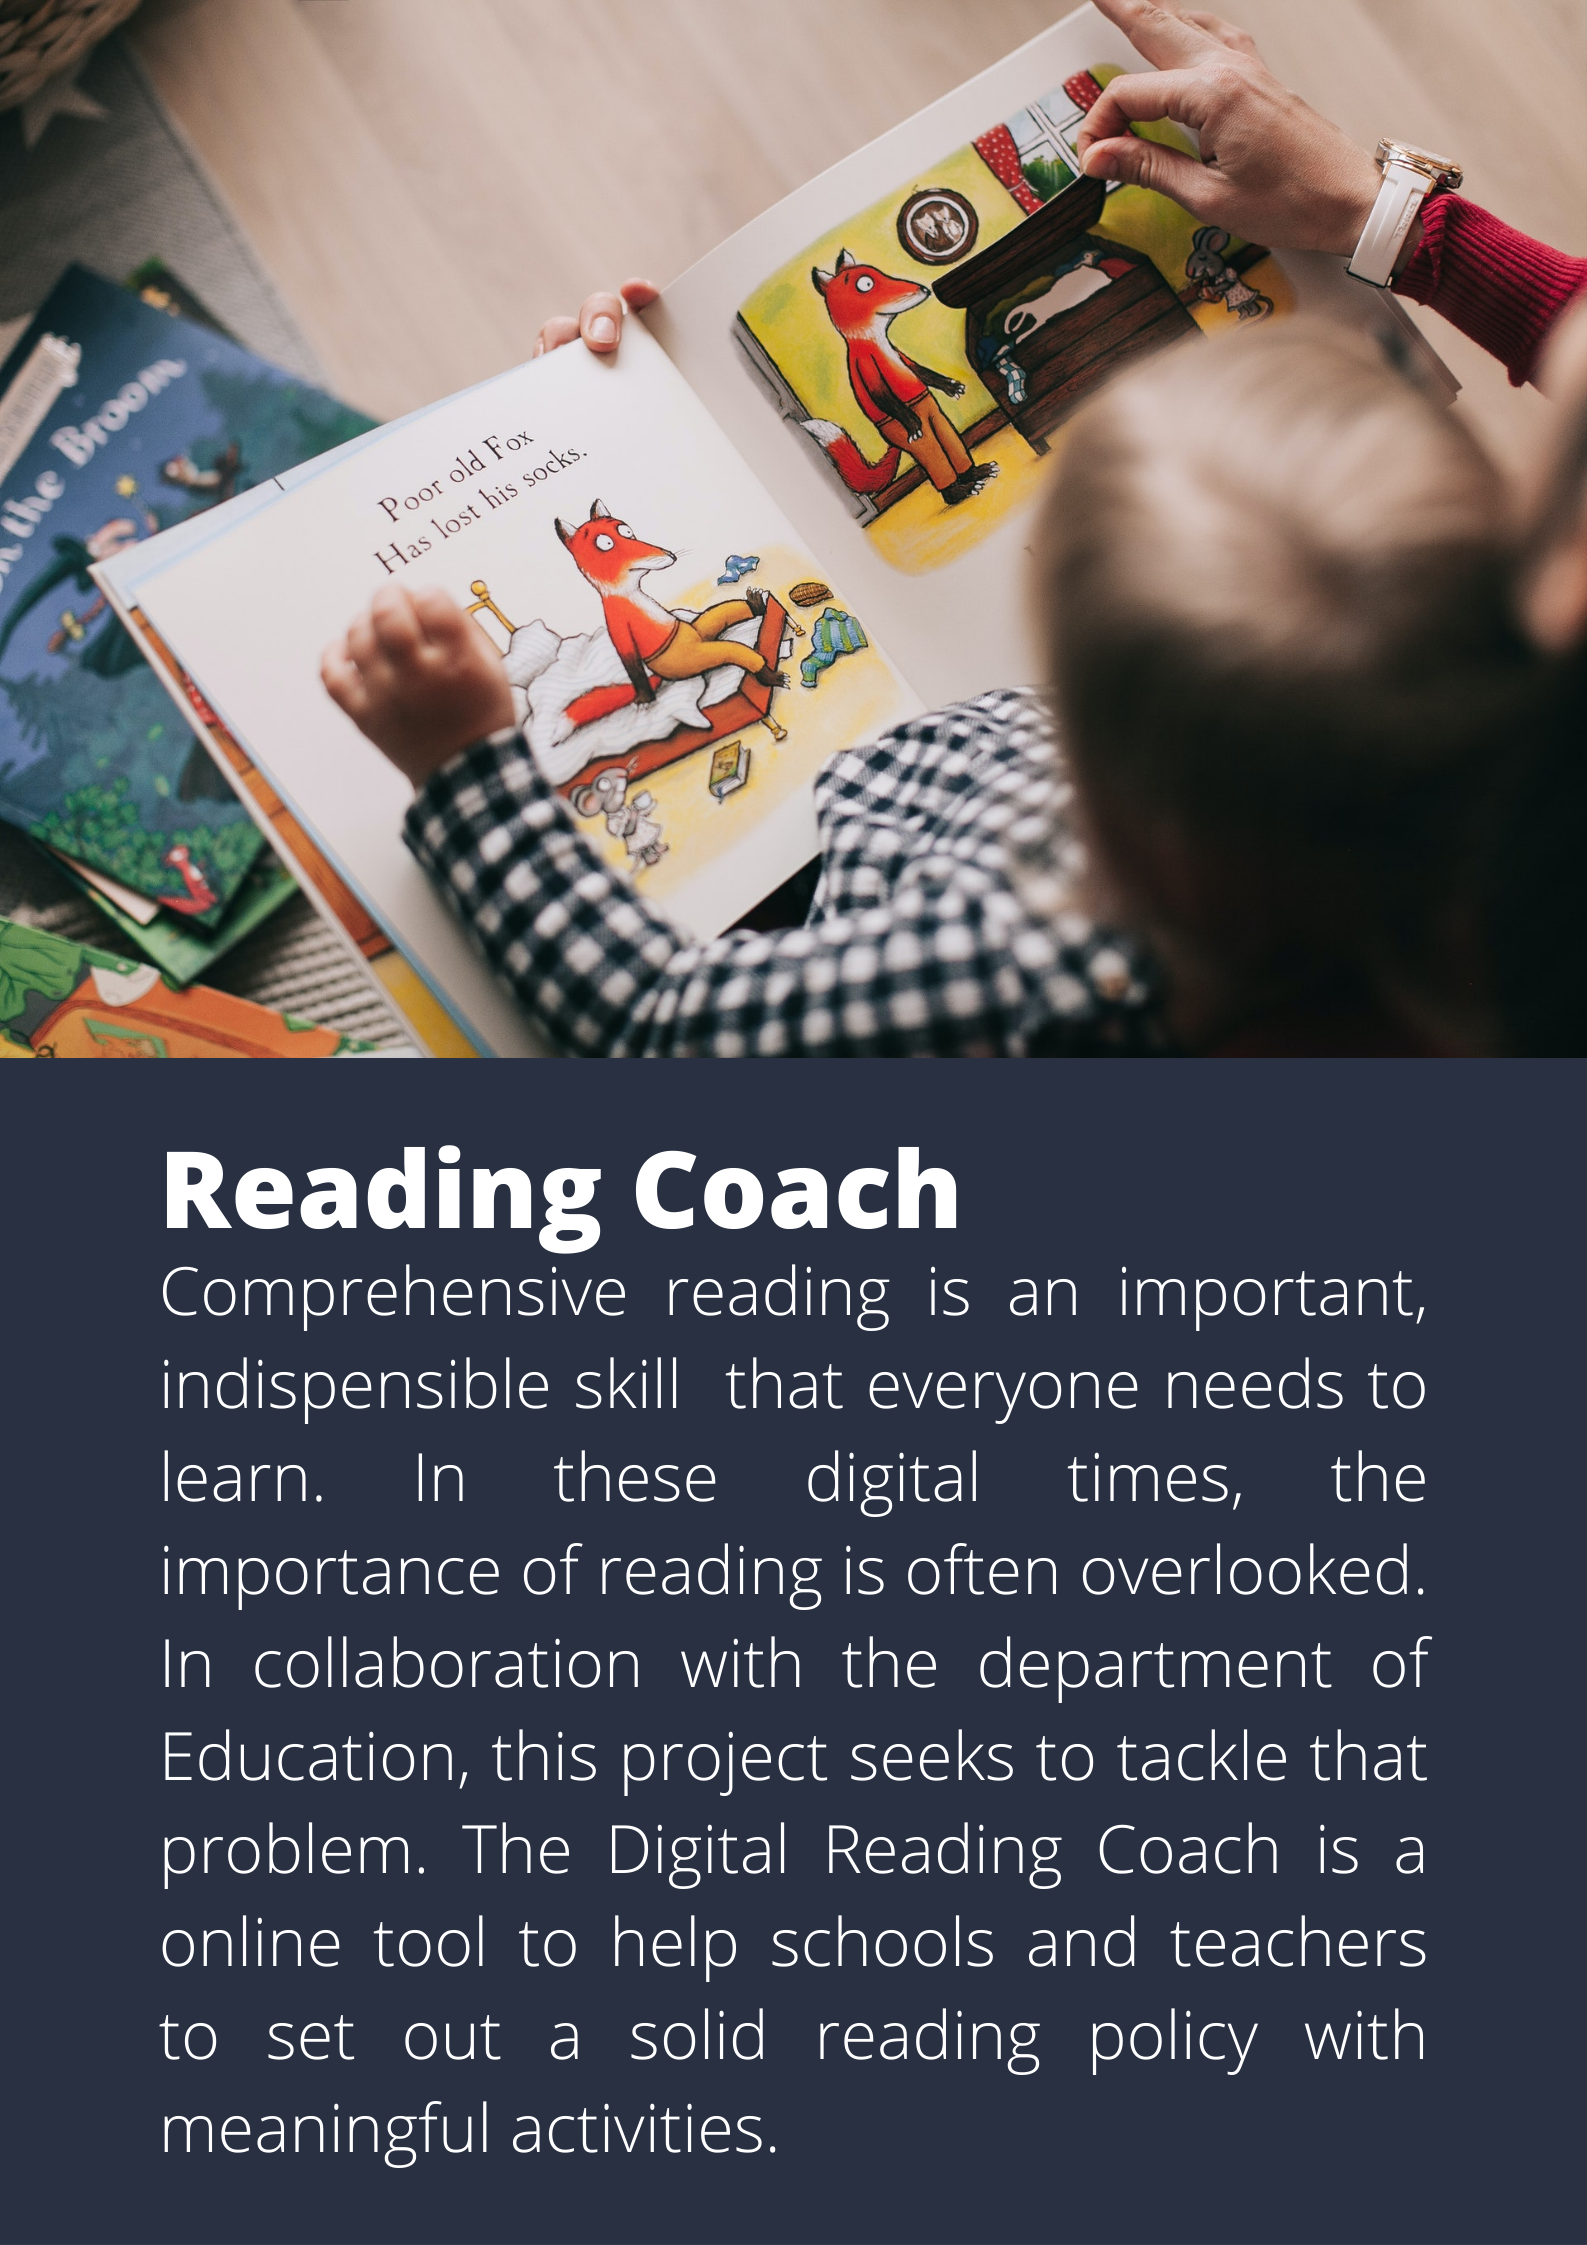 the Broom
Poor old Fox
Has lost his socks.
Reading Coach
Comprehensive reading is an important,
indispensible skill that everyone needs to
learn. In these digital times, the
importance of reading is often overlooked.
In collaboration with the department of
Education, this project seeks to tackle that
problem. The Digital Reading Coach is a
online tool to help schools and teachers
to set out a solid reading policy with
meaningful activities.